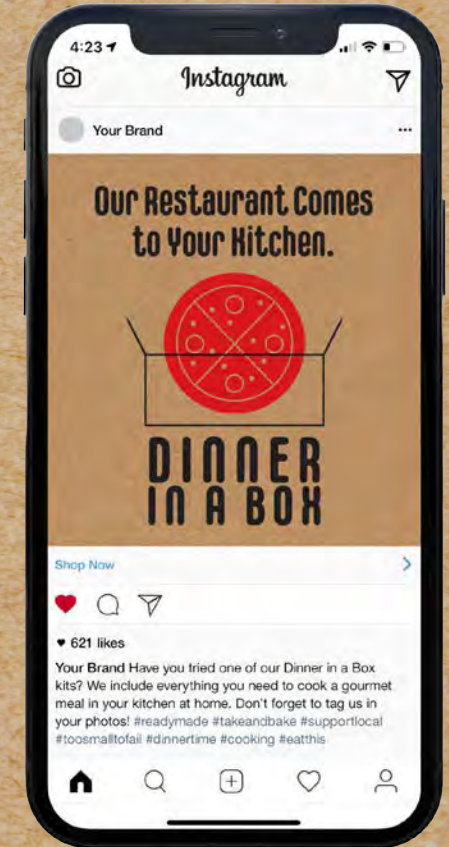 4:23
Instagram
Your Brand
Our Restaurant Comes
to Your Kitchen.
DINNER
IN A BOX
Shop Now
♥ 621 likes
Your Brand Have you tried one of our Dinner in a Box
kits? We include everything you need to cook a gourmet
meal in your kitchen at home. Don't forget to tag us in
your photos! #readymade #takeandbake #supportlocal
#toosmalltofail #dinnertime #cooking #eatthis